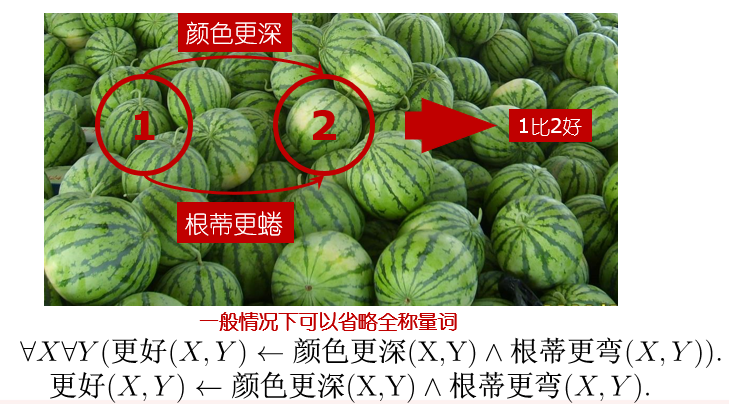 颜色更深
1
2
1比2好
根蒂更蜷
一般情况下可以省略全称量词
∀X∀Y(更好(X,Y) ← 颜色更深(X,Y) ∧ 根蒂更弯(X,Y)).
更好(X,Y) ← 颜色更深(X,Y) ∧ 根蒂更弯(X,Y).